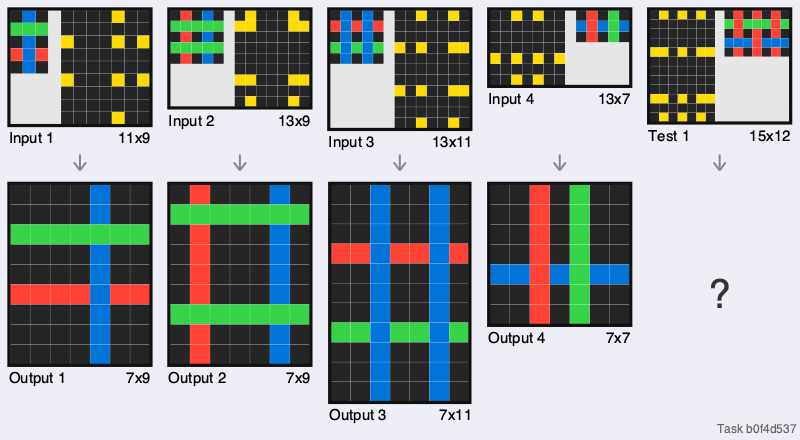 Input 1 11x9
Input 2 13x9
Input 3 13x11
Input 4 13x7
Test 1 15x12
?
Output 1 7x9
Output 2 7x9
Output 3 7x11
Output 4 7x7
Task b0f4d537